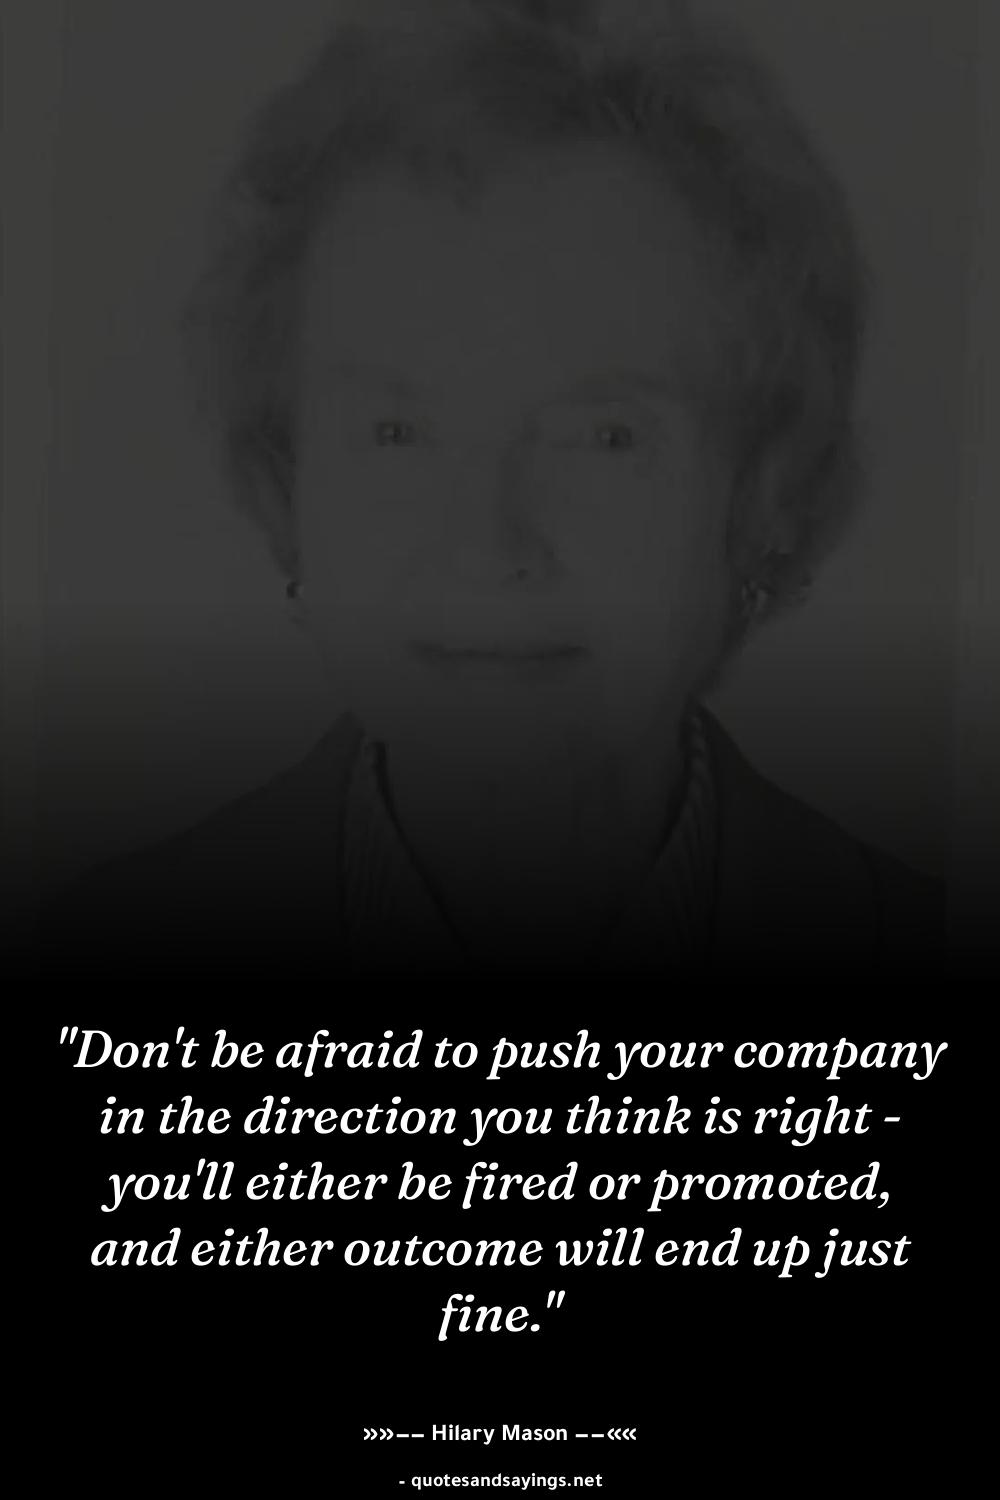 "Don't be afraid to push your company
in the direction you think is right -
you'll either be fired or promoted,
and either outcome will end up just
fine."
»»−− Hilary Mason −−««
- quotesandsayings.net